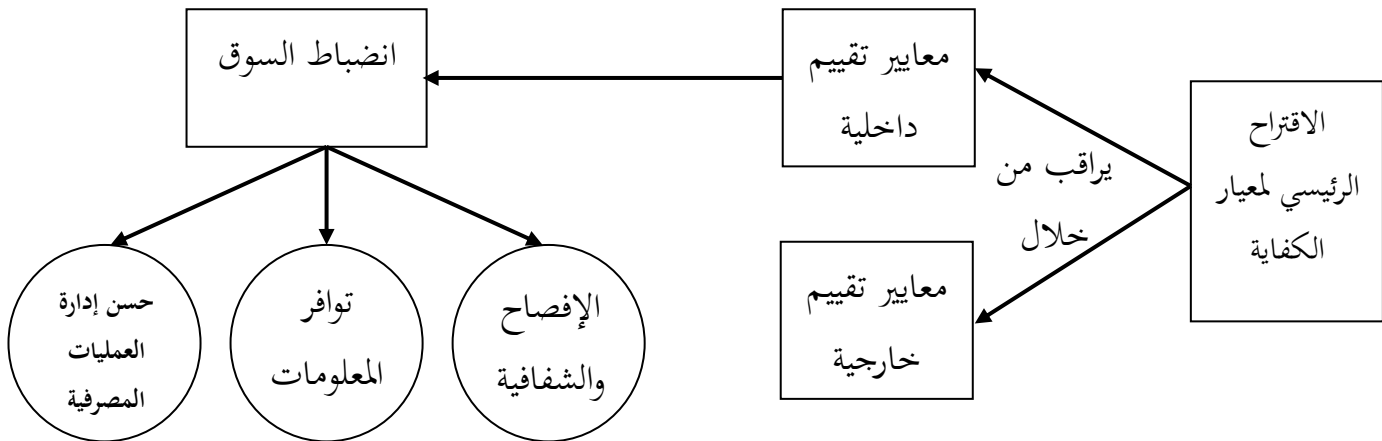 الاقتراح
الرئيسي لمعيار
الكفاية
يراقب من
خلال
معايير تقييم
داخلية
معايير تقييم
خارجية
انضباط السوق
الإفصاح
والشفافية
توافر
المعلومات
حسن إدارة
العمليات
المصرفية